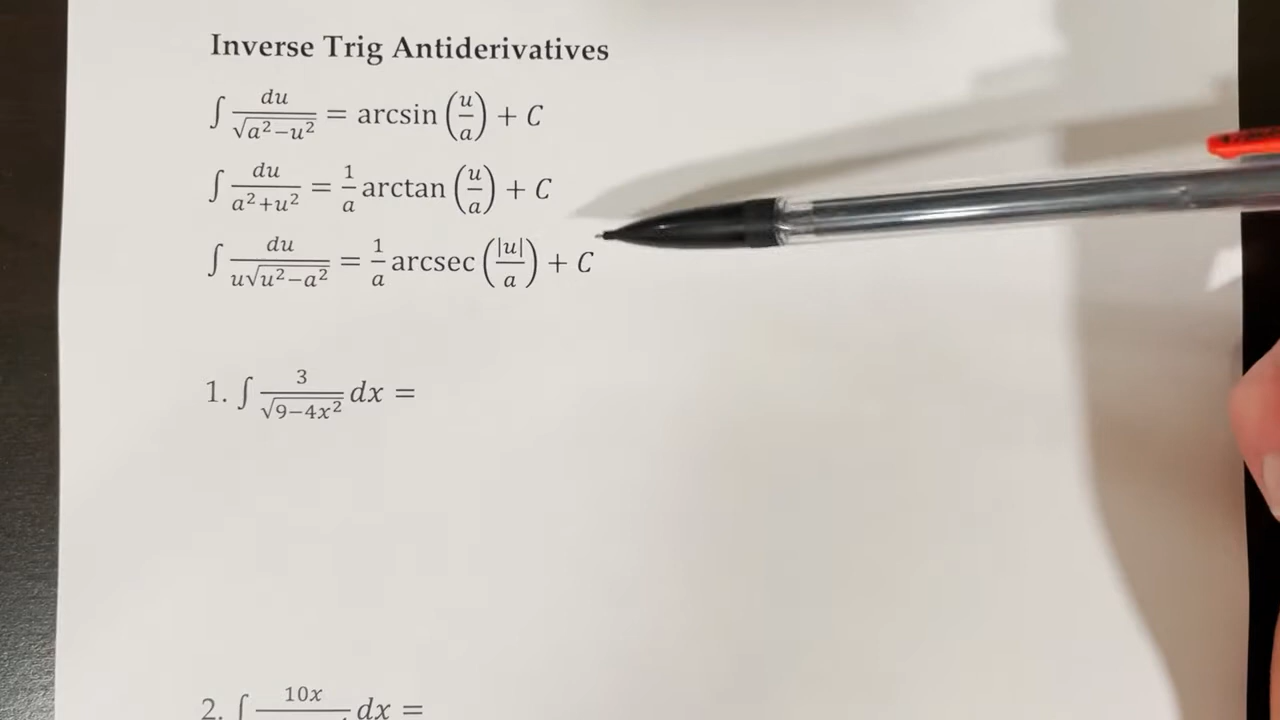 Inverse Trig Antiderivatives
∫ du/√(a²−u²) = arcsin (u/a) + C
∫ du/(a²+u²) = 1/a arctan (u/a) + C
∫ du/(u√(u²−a²)) = 1/a arcsec (|u|/a) + C
1. ∫ 3/√(9−4x²) dx =
2. ∫ 10x/ dx =